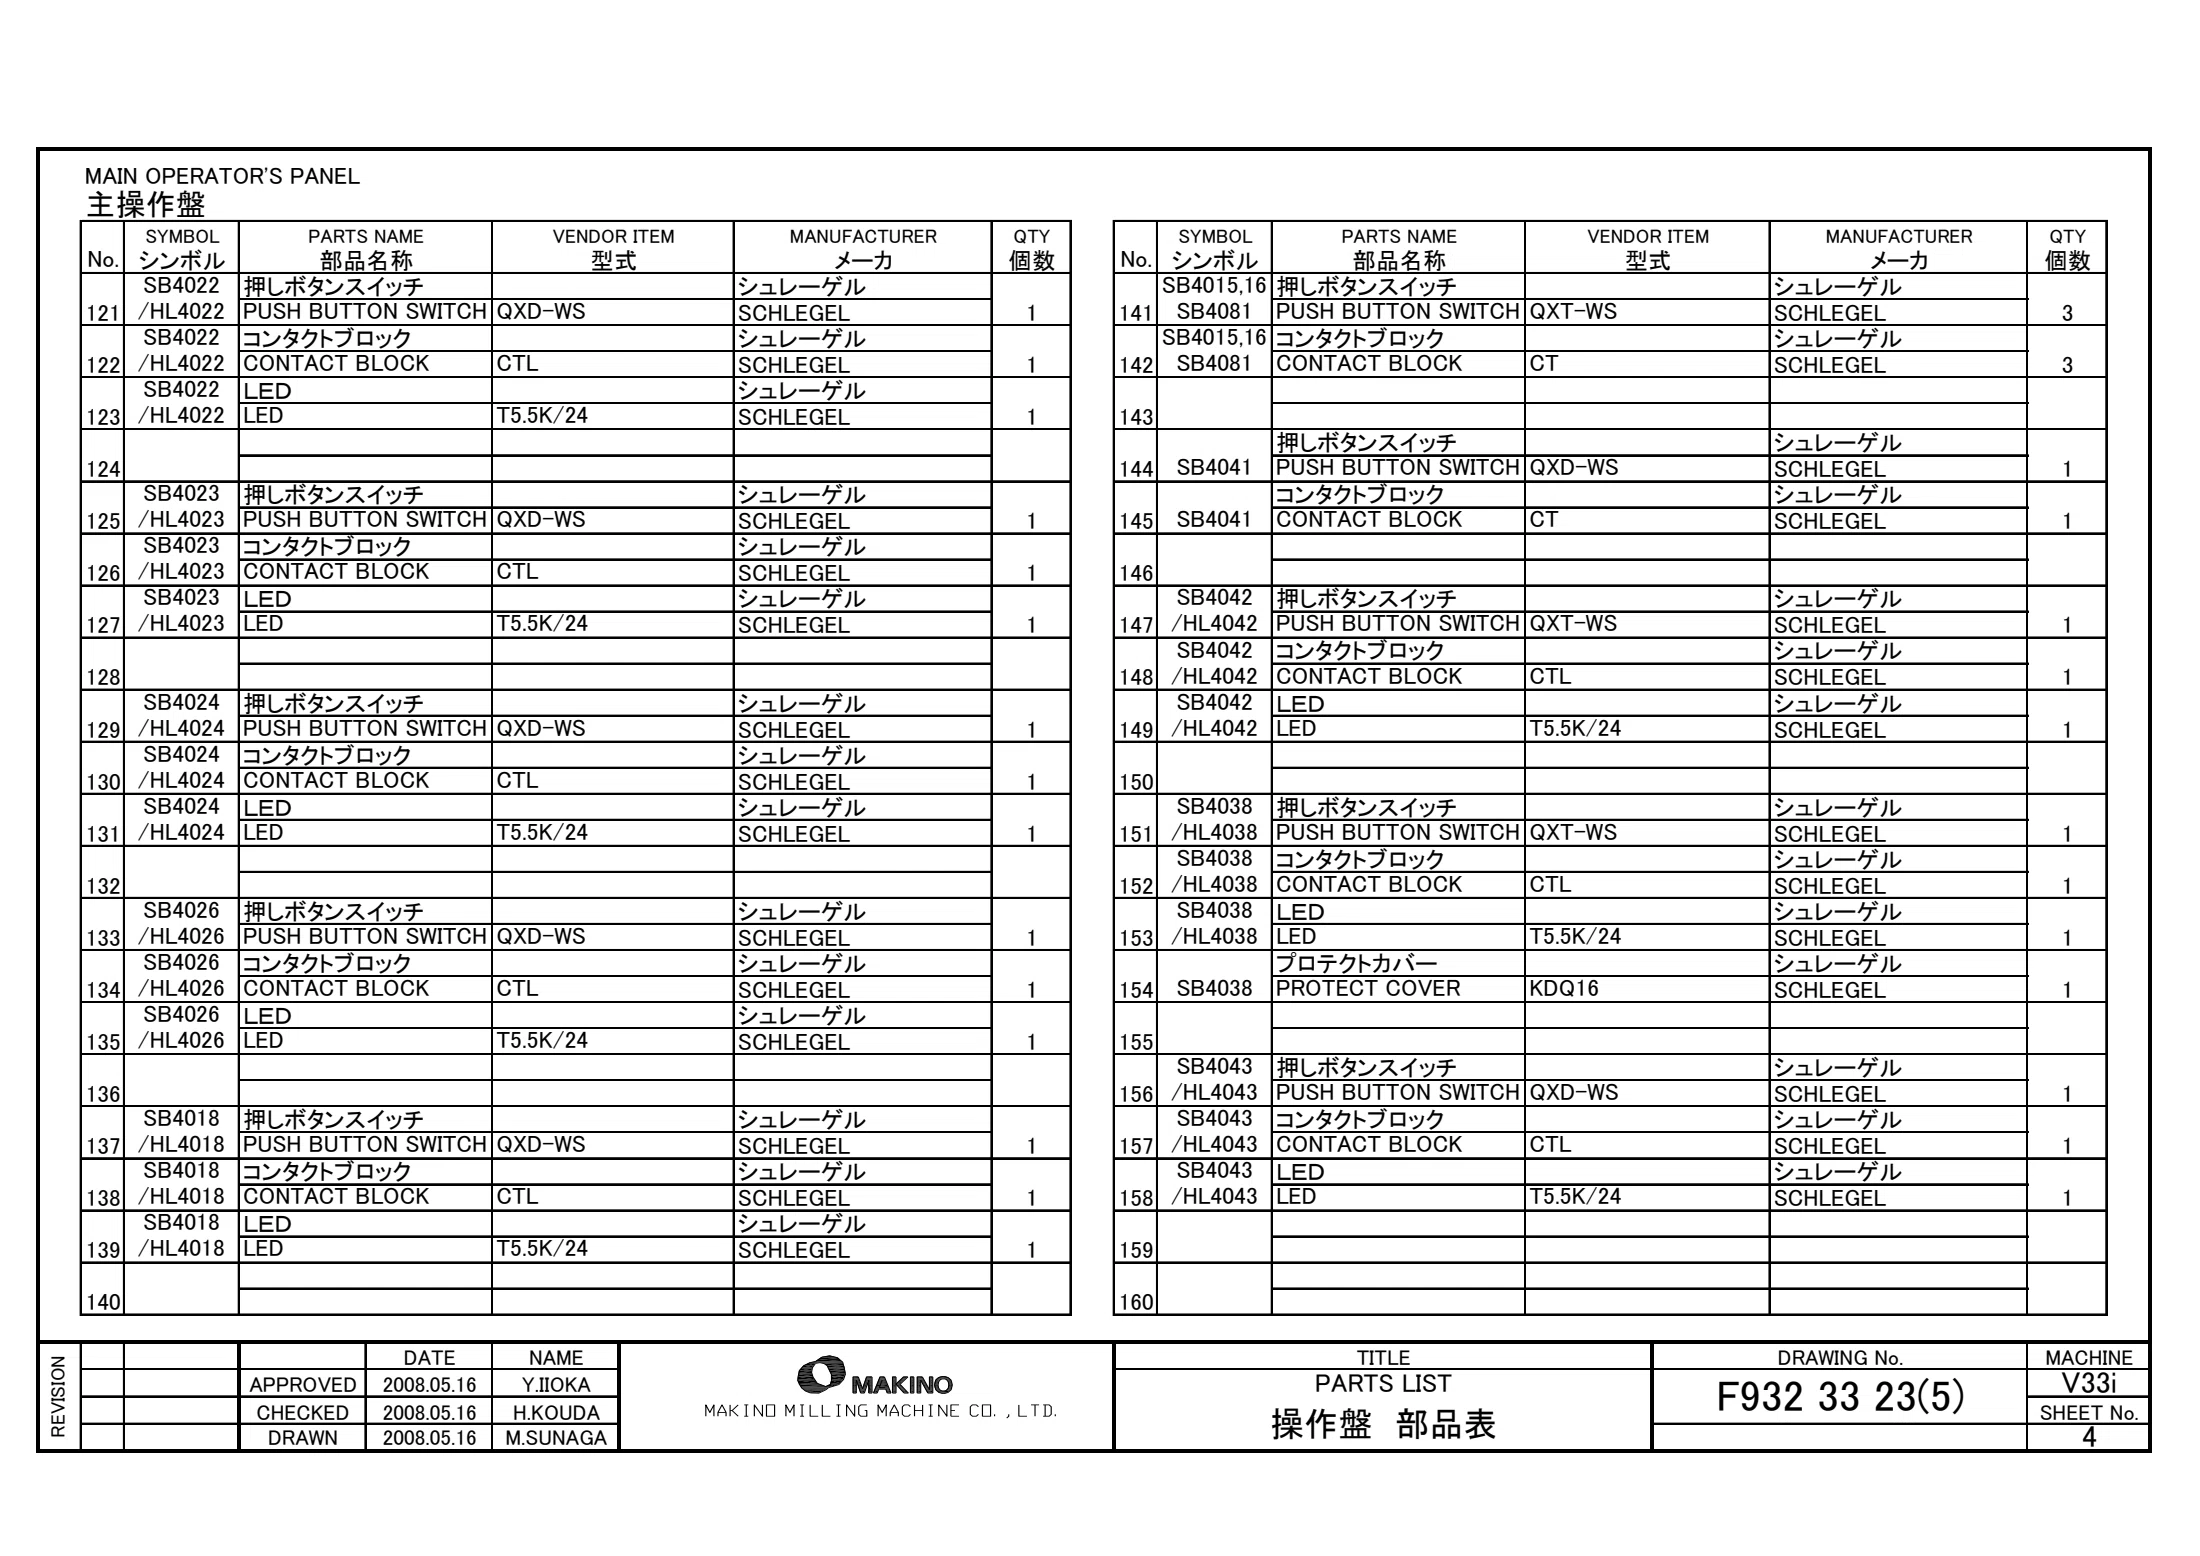 MAIN OPERATOR'S PANEL
主操作盤
No. SYMBOL シンボル PARTS NAME 部品名称 VENDOR ITEM 型式 MANUFACTURER メーカ QTY 個数
SB4022 押しボタンスイッチ シュレーゲル
121 /HL4022 PUSH BUTTON SWITCH QXD-WS SCHLEGEL 1
SB4022 コンタクトブロック シュレーゲル
122 /HL4022 CONTACT BLOCK CTL SCHLEGEL 1
SB4022 LED シュレーゲル
123 /HL4022 LED T5.5K/24 SCHLEGEL 1
124
SB4023 押しボタンスイッチ シュレーゲル
125 /HL4023 PUSH BUTTON SWITCH QXD-WS SCHLEGEL 1
SB4023 コンタクトブロック シュレーゲル
126 /HL4023 CONTACT BLOCK CTL SCHLEGEL 1
SB4023 LED シュレーゲル
127 /HL4023 LED T5.5K/24 SCHLEGEL 1
128
SB4024 押しボタンスイッチ シュレーゲル
129 /HL4024 PUSH BUTTON SWITCH QXD-WS SCHLEGEL 1
SB4024 コンタクトブロック シュレーゲル
130 /HL4024 CONTACT BLOCK CTL SCHLEGEL 1
SB4024 LED シュレーゲル
131 /HL4024 LED T5.5K/24 SCHLEGEL 1
132
SB4026 押しボタンスイッチ シュレーゲル
133 /HL4026 PUSH BUTTON SWITCH QXD-WS SCHLEGEL 1
SB4026 コンタクトブロック シュレーゲル
134 /HL4026 CONTACT BLOCK CTL SCHLEGEL 1
SB4026 LED シュレーゲル
135 /HL4026 LED T5.5K/24 SCHLEGEL 1
136
SB4018 押しボタンスイッチ シュレーゲル
137 /HL4018 PUSH BUTTON SWITCH QXD-WS SCHLEGEL 1
SB4018 コンタクトブロック シュレーゲル
138 /HL4018 CONTACT BLOCK CTL SCHLEGEL 1
SB4018 LED シュレーゲル
139 /HL4018 LED T5.5K/24 SCHLEGEL 1
140
No. SYMBOL シンボル PARTS NAME 部品名称 VENDOR ITEM 型式 MANUFACTURER メーカ QTY 個数
SB4015,16 押しボタンスイッチ シュレーゲル
141 SB4081 PUSH BUTTON SWITCH QXT-WS SCHLEGEL 3
SB4015,16 コンタクトブロック シュレーゲル
142 SB4081 CONTACT BLOCK CT SCHLEGEL 3
143
押しボタンスイッチ シュレーゲル
144 SB4041 PUSH BUTTON SWITCH QXD-WS SCHLEGEL 1
コンタクトブロック シュレーゲル
145 SB4041 CONTACT BLOCK CT SCHLEGEL 1
146
SB4042 押しボタンスイッチ シュレーゲル
147 /HL4042 PUSH BUTTON SWITCH QXT-WS SCHLEGEL 1
SB4042 コンタクトブロック シュレーゲル
148 /HL4042 CONTACT BLOCK CTL SCHLEGEL 1
SB4042 LED シュレーゲル
149 /HL4042 LED T5.5K/24 SCHLEGEL 1
150
SB4038 押しボタンスイッチ シュレーゲル
151 /HL4038 PUSH BUTTON SWITCH QXT-WS SCHLEGEL 1
SB4038 コンタクトブロック シュレーゲル
152 /HL4038 CONTACT BLOCK CTL SCHLEGEL 1
SB4038 LED シュレーゲル
153 /HL4038 LED T5.5K/24 SCHLEGEL 1
プロテクトカバー シュレーゲル
154 SB4038 PROTECT COVER KDQ16 SCHLEGEL 1
155
SB4043 押しボタンスイッチ シュレーゲル
156 /HL4043 PUSH BUTTON SWITCH QXD-WS SCHLEGEL 1
SB4043 コンタクトブロック シュレーゲル
157 /HL4043 CONTACT BLOCK CTL SCHLEGEL 1
SB4043 LED シュレーゲル
158 /HL4043 LED T5.5K/24 SCHLEGEL 1
159
160
REVISION
DATE NAME
APPROVED 2008.05.16 Y.IIOKA
CHECKED 2008.05.16 H.KOUDA
DRAWN 2008.05.16 M.SUNAGA
MAKINO
MAKINO MILLING MACHINE CO. , LTD.
TITLE
PARTS LIST
操作盤 部品表
DRAWING No.
F932 33 23(5)
MACHINE
V33i
SHEET No.
4